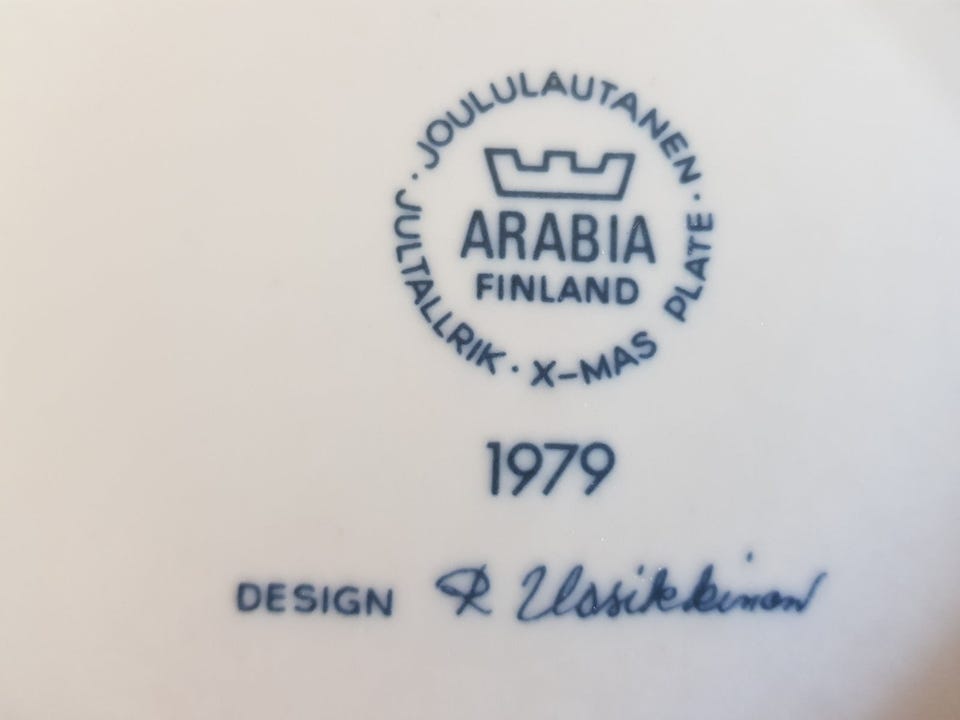 · JOULULAUTANEN · X-MAS PLATE
JULTALLRIK
ARABIA
FINLAND
1979
DESIGN R Uosikkinen